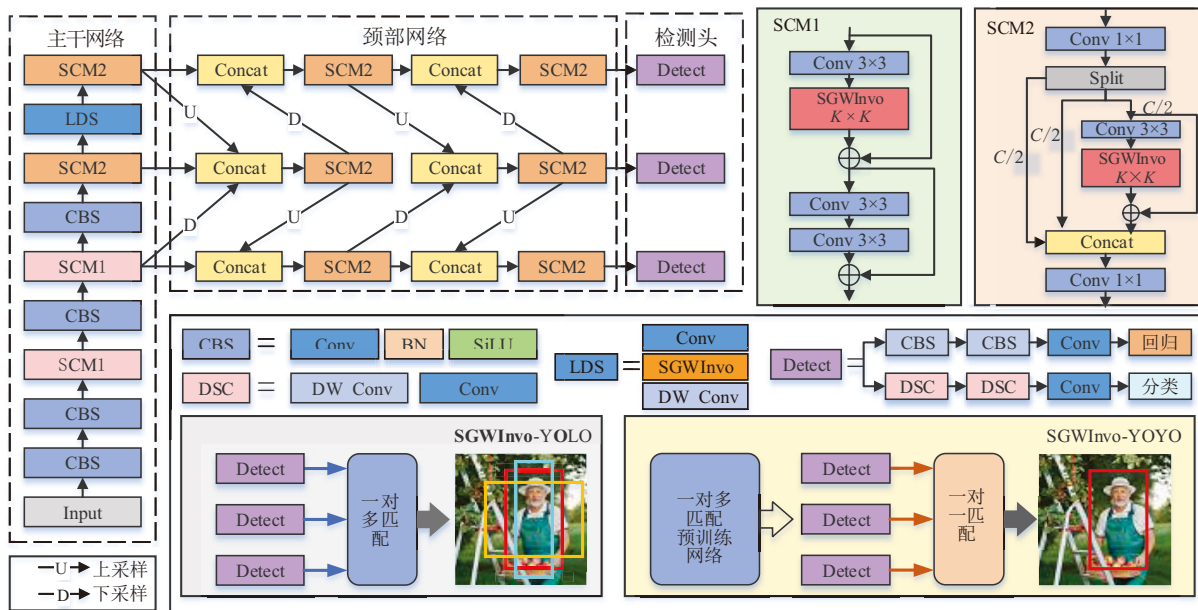 主干网络
SCM2
LDS
SCM2
CBS
SCM1
CBS
SCM1
CBS
CBS
Input
U 上采样
D 下采样
颈部网络
Concat SCM2 Concat SCM2
U D U D
Concat SCM2 Concat SCM2
D U D U
Concat SCM2 Concat SCM2
检测头
Detect
Detect
Detect
SCM1
Conv 3×3
SGWInvo
K × K
Conv 3×3
Conv 3×3
SCM2
Conv 1×1
Split
C/2
C/2
C/2
Conv 3×3
SGWInvo
K×K
Concat
Conv 1×1
CBS = Conv BN SiLU
DSC = DW Conv Conv
LDS =
Conv
SGWInvo
DW Conv
Detect =
CBS CBS Conv 回归
DSC DSC Conv 分类
SGWInvo-YOLO
Detect
Detect
Detect
一对
多匹
配
SGWInvo-YOYO
一对多
匹配
预训练
网络
Detect
Detect
Detect
一对
一匹
配